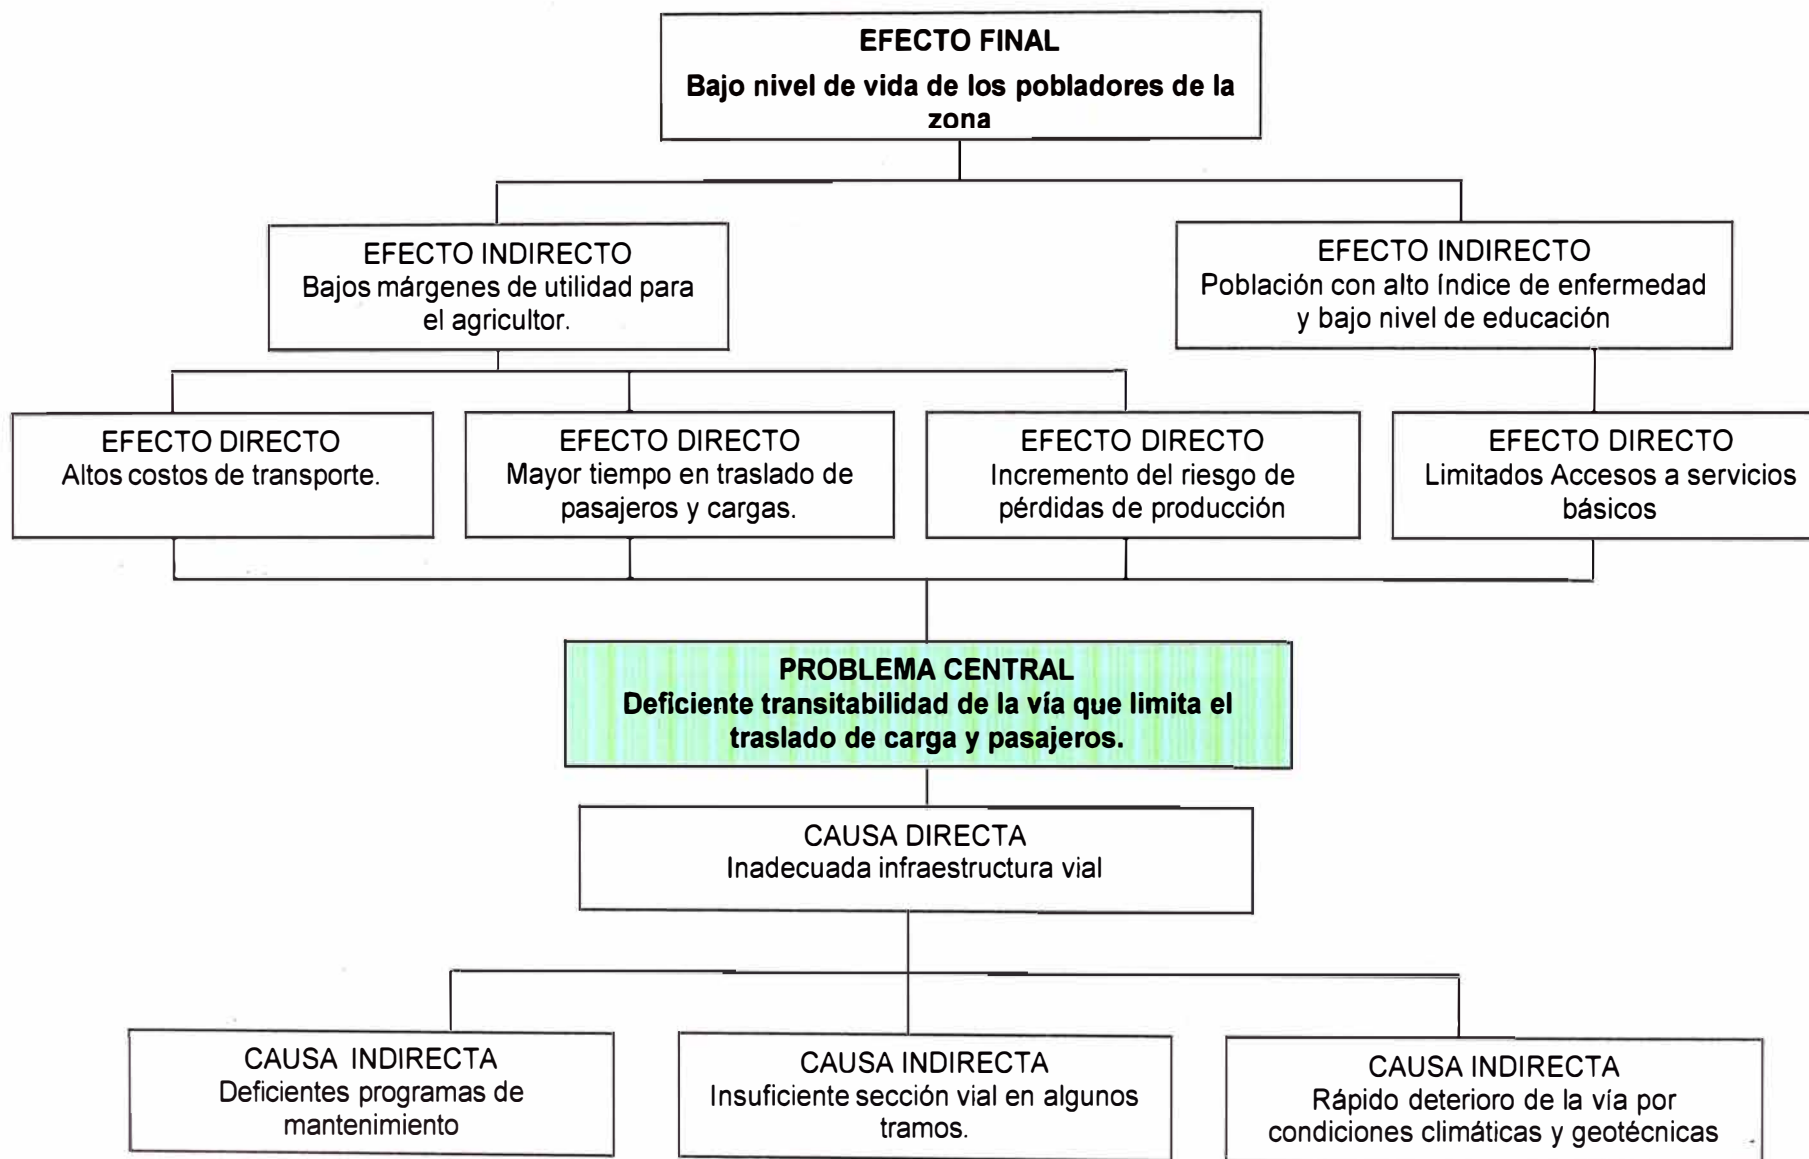 EFECTO FINAL
Bajo nivel de vida de los pobladores de la
zona
EFECTO INDIRECTO
Bajos márgenes de utilidad para
el agricultor.
EFECTO INDIRECTO
Población con alto índice de enfermedad
y bajo nivel de educación
EFECTO DIRECTO
Altos costos de transporte.
EFECTO DIRECTO
Mayor tiempo en traslado de
pasajeros y cargas.
EFECTO DIRECTO
Incremento del riesgo de
pérdidas de producción
EFECTO DIRECTO
Limitados Accesos a servicios
básicos
PROBLEMA CENTRAL
Deficiente transitabilidad de la vía que limita el
traslado de carga y pasajeros.
CAUSA DIRECTA
Inadecuada infraestructura vial
CAUSA INDIRECTA
Deficientes programas de
mantenimiento
CAUSA INDIRECTA
Insuficiente sección vial en algunos
tramos.
CAUSA INDIRECTA
Rápido deterioro de la vía por
condiciones climáticas y geotécnicas